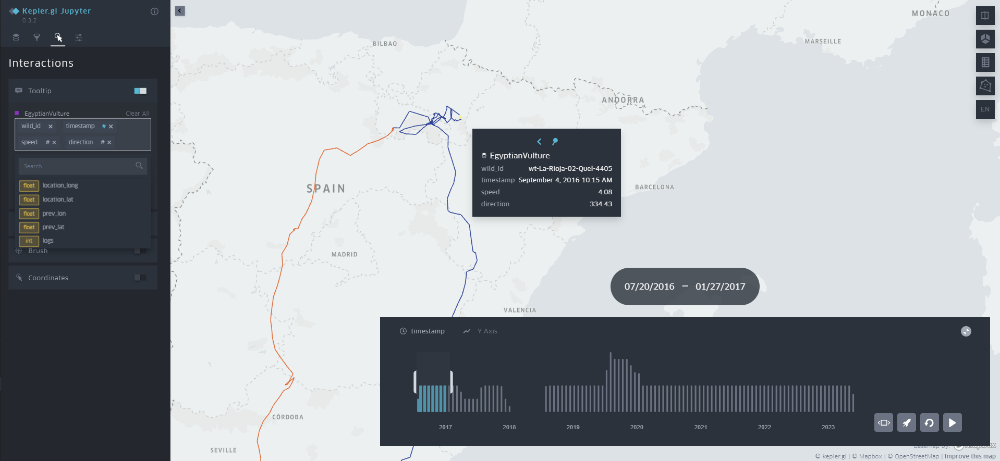 Kepler.gl Jupyter
0.3.2
Interactions
Tooltip
EgyptianVulture Clear All
wild_id timestamp #
speed # direction #
Search
float location_long
float location_lat
float prev_lon
float prev_lat
int logs
Brush
Coordinates
BILBAO
MONACO
MARSEILLE
ANDORRA
SPAIN
BARCELONA
MADRID
VALENCIA
CÓRDOBA
SEVILLE
EN
EgyptianVulture
wild_id wt-La-Rioja-02-Quel-4405
timestamp September 4, 2016 10:15 AM
speed 4.08
direction 334.43
07/20/2016 – 01/27/2017
timestamp Y Axis
2017 2018 2019 2020 2021 2022 2023
Basemap by: mapbox
© kepler.gl | © Mapbox | © OpenStreetMap | Improve this map